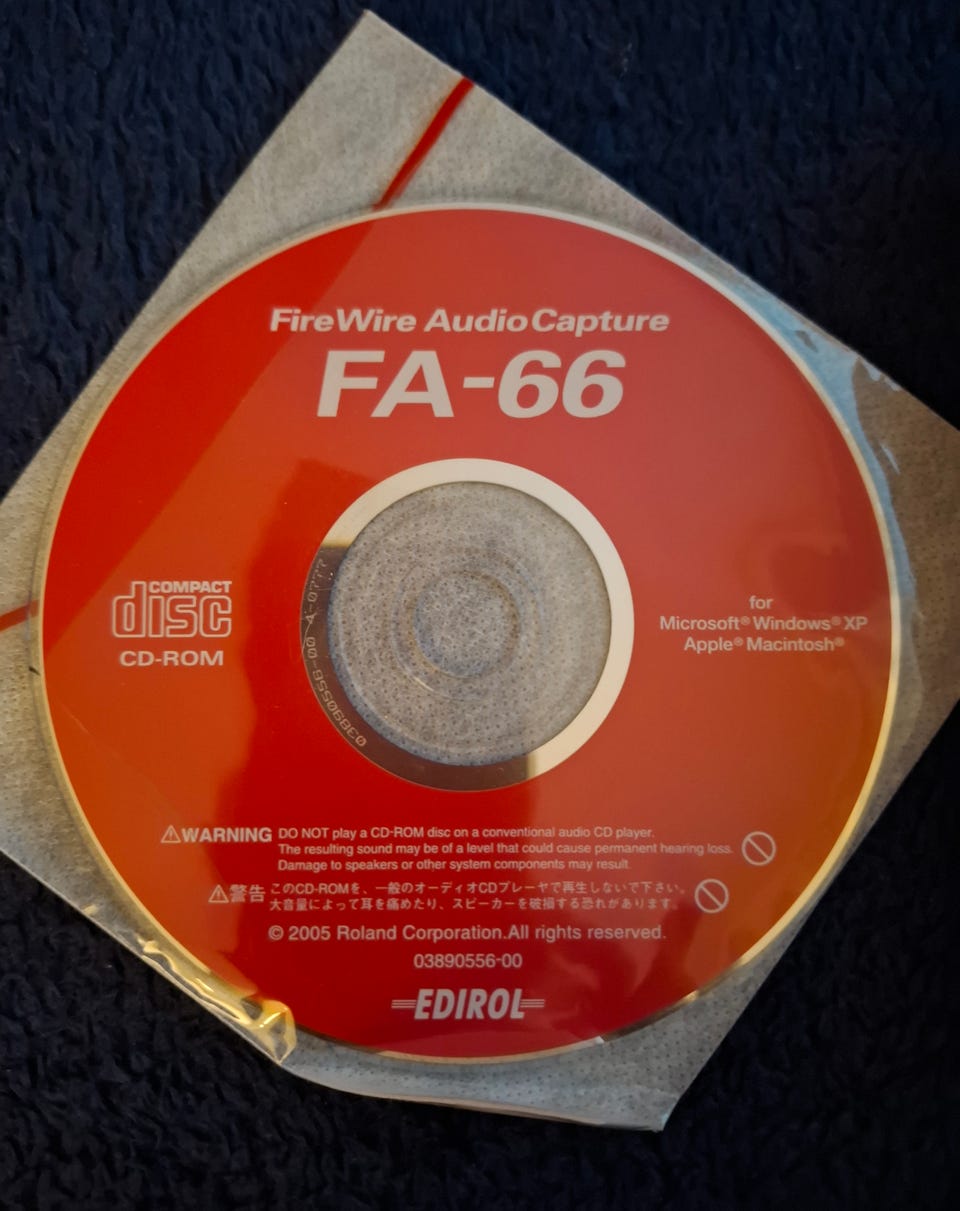 FireWire Audio Capture
FA-66
COMPACT
disc
CD-ROM
for
Microsoft® Windows® XP
Apple® Macintosh®
⚠WARNING DO NOT play a CD-ROM disc on a conventional audio CD player.
The resulting sound may be of a level that could cause permanent hearing loss.
Damage to speakers or other system components may result.
⚠警告 このCD-ROMを、一般のオーディオCDプレーヤで再生しないで下さい。
大音量によって耳を痛めたり、スピーカーを破損する恐れがあります。
© 2005 Roland Corporation.All rights reserved.
03890556-00
EDIROL